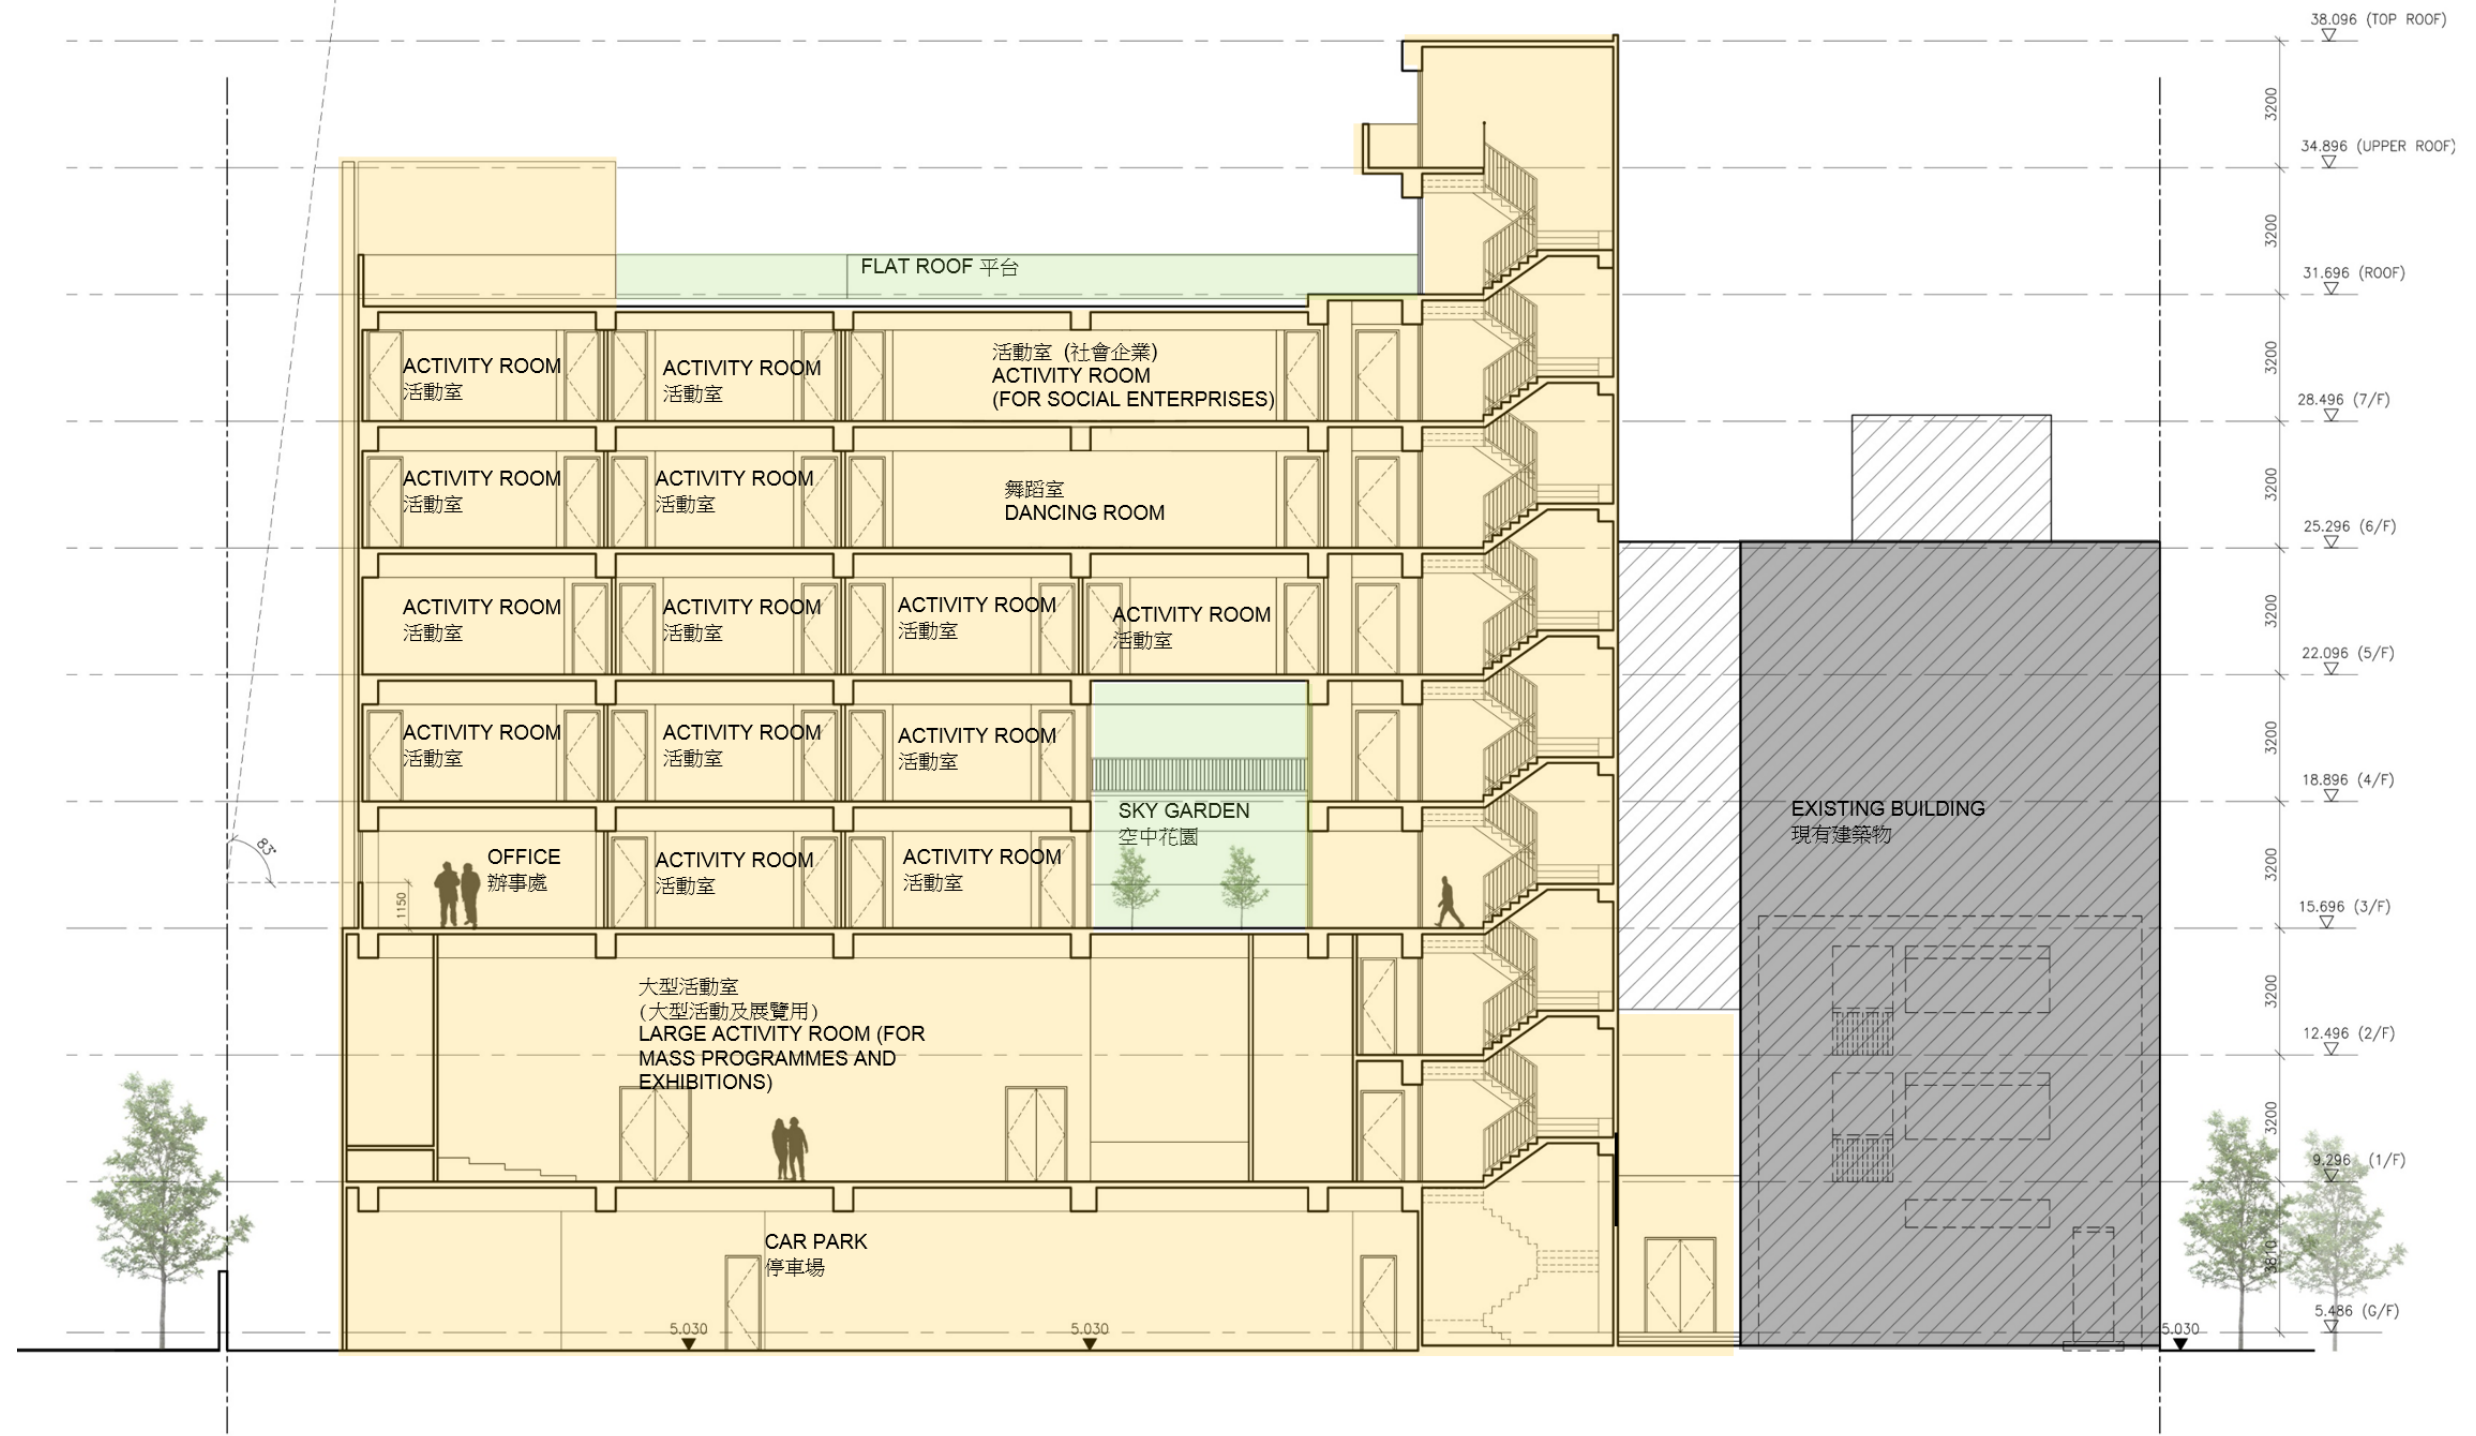 38.096 (TOP ROOF)
3200
34.896 (UPPER ROOF)
3200
FLAT ROOF 平台
31.696 (ROOF)
3200
ACTIVITY ROOM
活動室
ACTIVITY ROOM
活動室
活動室 (社會企業)
ACTIVITY ROOM
(FOR SOCIAL ENTERPRISES)
28.496 (7/F)
3200
ACTIVITY ROOM
活動室
ACTIVITY ROOM
活動室
舞蹈室
DANCING ROOM
25.296 (6/F)
3200
ACTIVITY ROOM
活動室
ACTIVITY ROOM
活動室
ACTIVITY ROOM
活動室
ACTIVITY ROOM
活動室
22.096 (5/F)
3200
ACTIVITY ROOM
活動室
ACTIVITY ROOM
活動室
ACTIVITY ROOM
活動室
18.896 (4/F)
3200
SKY GARDEN
空中花園
EXISTING BUILDING
現有建築物
83°
1150
OFFICE
辦事處
ACTIVITY ROOM
活動室
ACTIVITY ROOM
活動室
15.696 (3/F)
3200
大型活動室
(大型活動及展覽用)
LARGE ACTIVITY ROOM (FOR
MASS PROGRAMMES AND
EXHIBITIONS)
12.496 (2/F)
3200
9.296 (1/F)
3810
CAR PARK
停車場
5.486 (G/F)
5.030
5.030
5.030